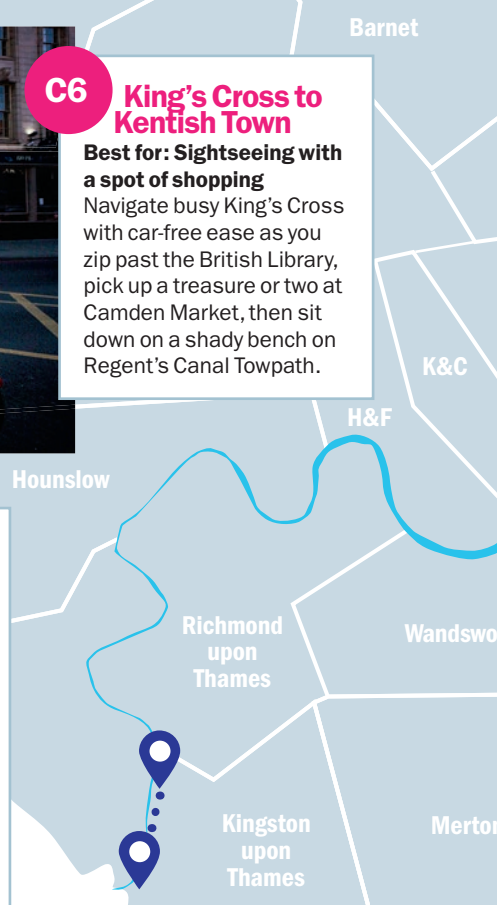 Barnet
C6
King's Cross to
Kentish Town
Best for: Sightseeing with
a spot of shopping
Navigate busy King's Cross
with car-free ease as you
zip past the British Library,
pick up a treasure or two at
Camden Market, then sit
down on a shady bench on
Regent's Canal Towpath.
K&C
H&F
Hounslow
Richmond
upon
Thames
Wandswo
Kingston
upon
Thames
Merto